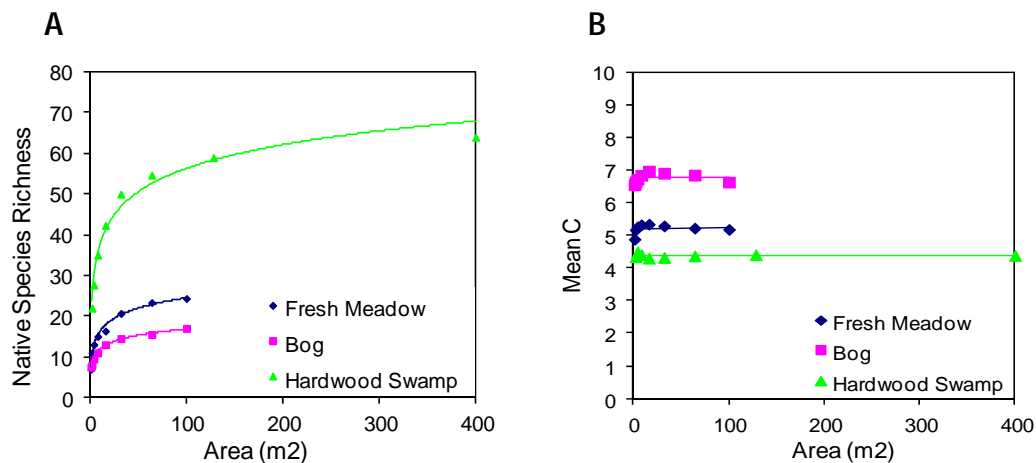 A
Native Species Richness
80
70
60
50
40
30
20
10
0
0 100 200 300 400
Area (m2)
Fresh Meadow
Bog
Hardwood Swamp
B
Mean C
10
9
8
7
6
5
4
3
2
1
0
0 100 200 300 400
Area (m2)
Fresh Meadow
Bog
Hardwood Swamp